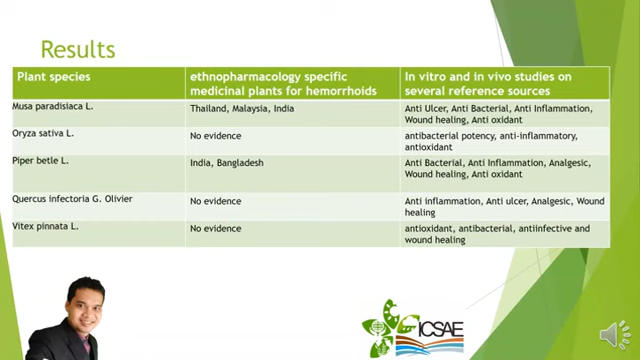 Results
Plant species
ethnopharmacology specific
medicinal plants for hemorrhoids
In vitro and in vivo studies on
several reference sources
Musa paradisiaca L.
Thailand, Malaysia, India
Anti Ulcer, Anti Bacterial, Anti Inflammation,
Wound healing, Anti oxidant
Oryza sativa L.
No evidence
antibacterial potency, anti-inflammatory,
antioxidant
Piper betle L.
India, Bangladesh
Anti Bacterial, Anti Inflammation, Analgesic,
Wound healing, Anti oxidant
Quercus infectoria G. Olivier
No evidence
Anti inflammation, Anti ulcer, Analgesic, Wound
healing
Vitex pinnata L.
No evidence
antioxidant, antibacterial, antiinfective and
wound healing
ICSAE